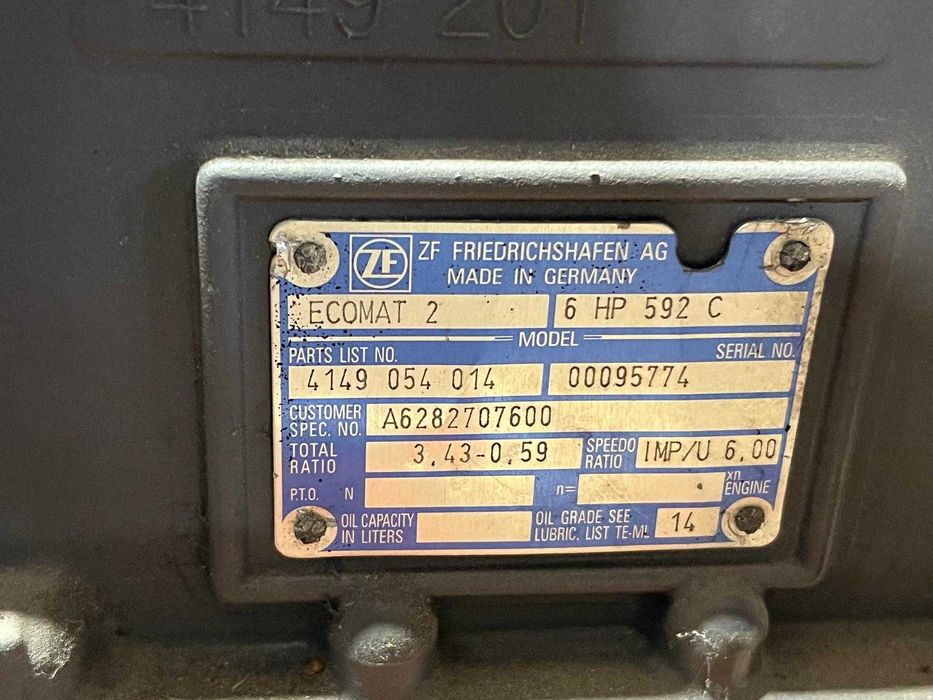 4149 201
ZF
ZF FRIEDRICHSHAFEN AG
MADE IN GERMANY
ECOMAT 2 6 HP 592 C
MODEL
PARTS LIST NO. SERIAL NO.
4149 054 014 00095774
CUSTOMER
SPEC. NO. A6282707600
TOTAL
RATIO 3.43-0.59 SPEEDO
RATIO IMP/U 6.00
P.T.O. N n= xn
ENGINE
OIL CAPACITY
IN LITERS OIL GRADE SEE
LUBRIC. LIST TE-ML 14